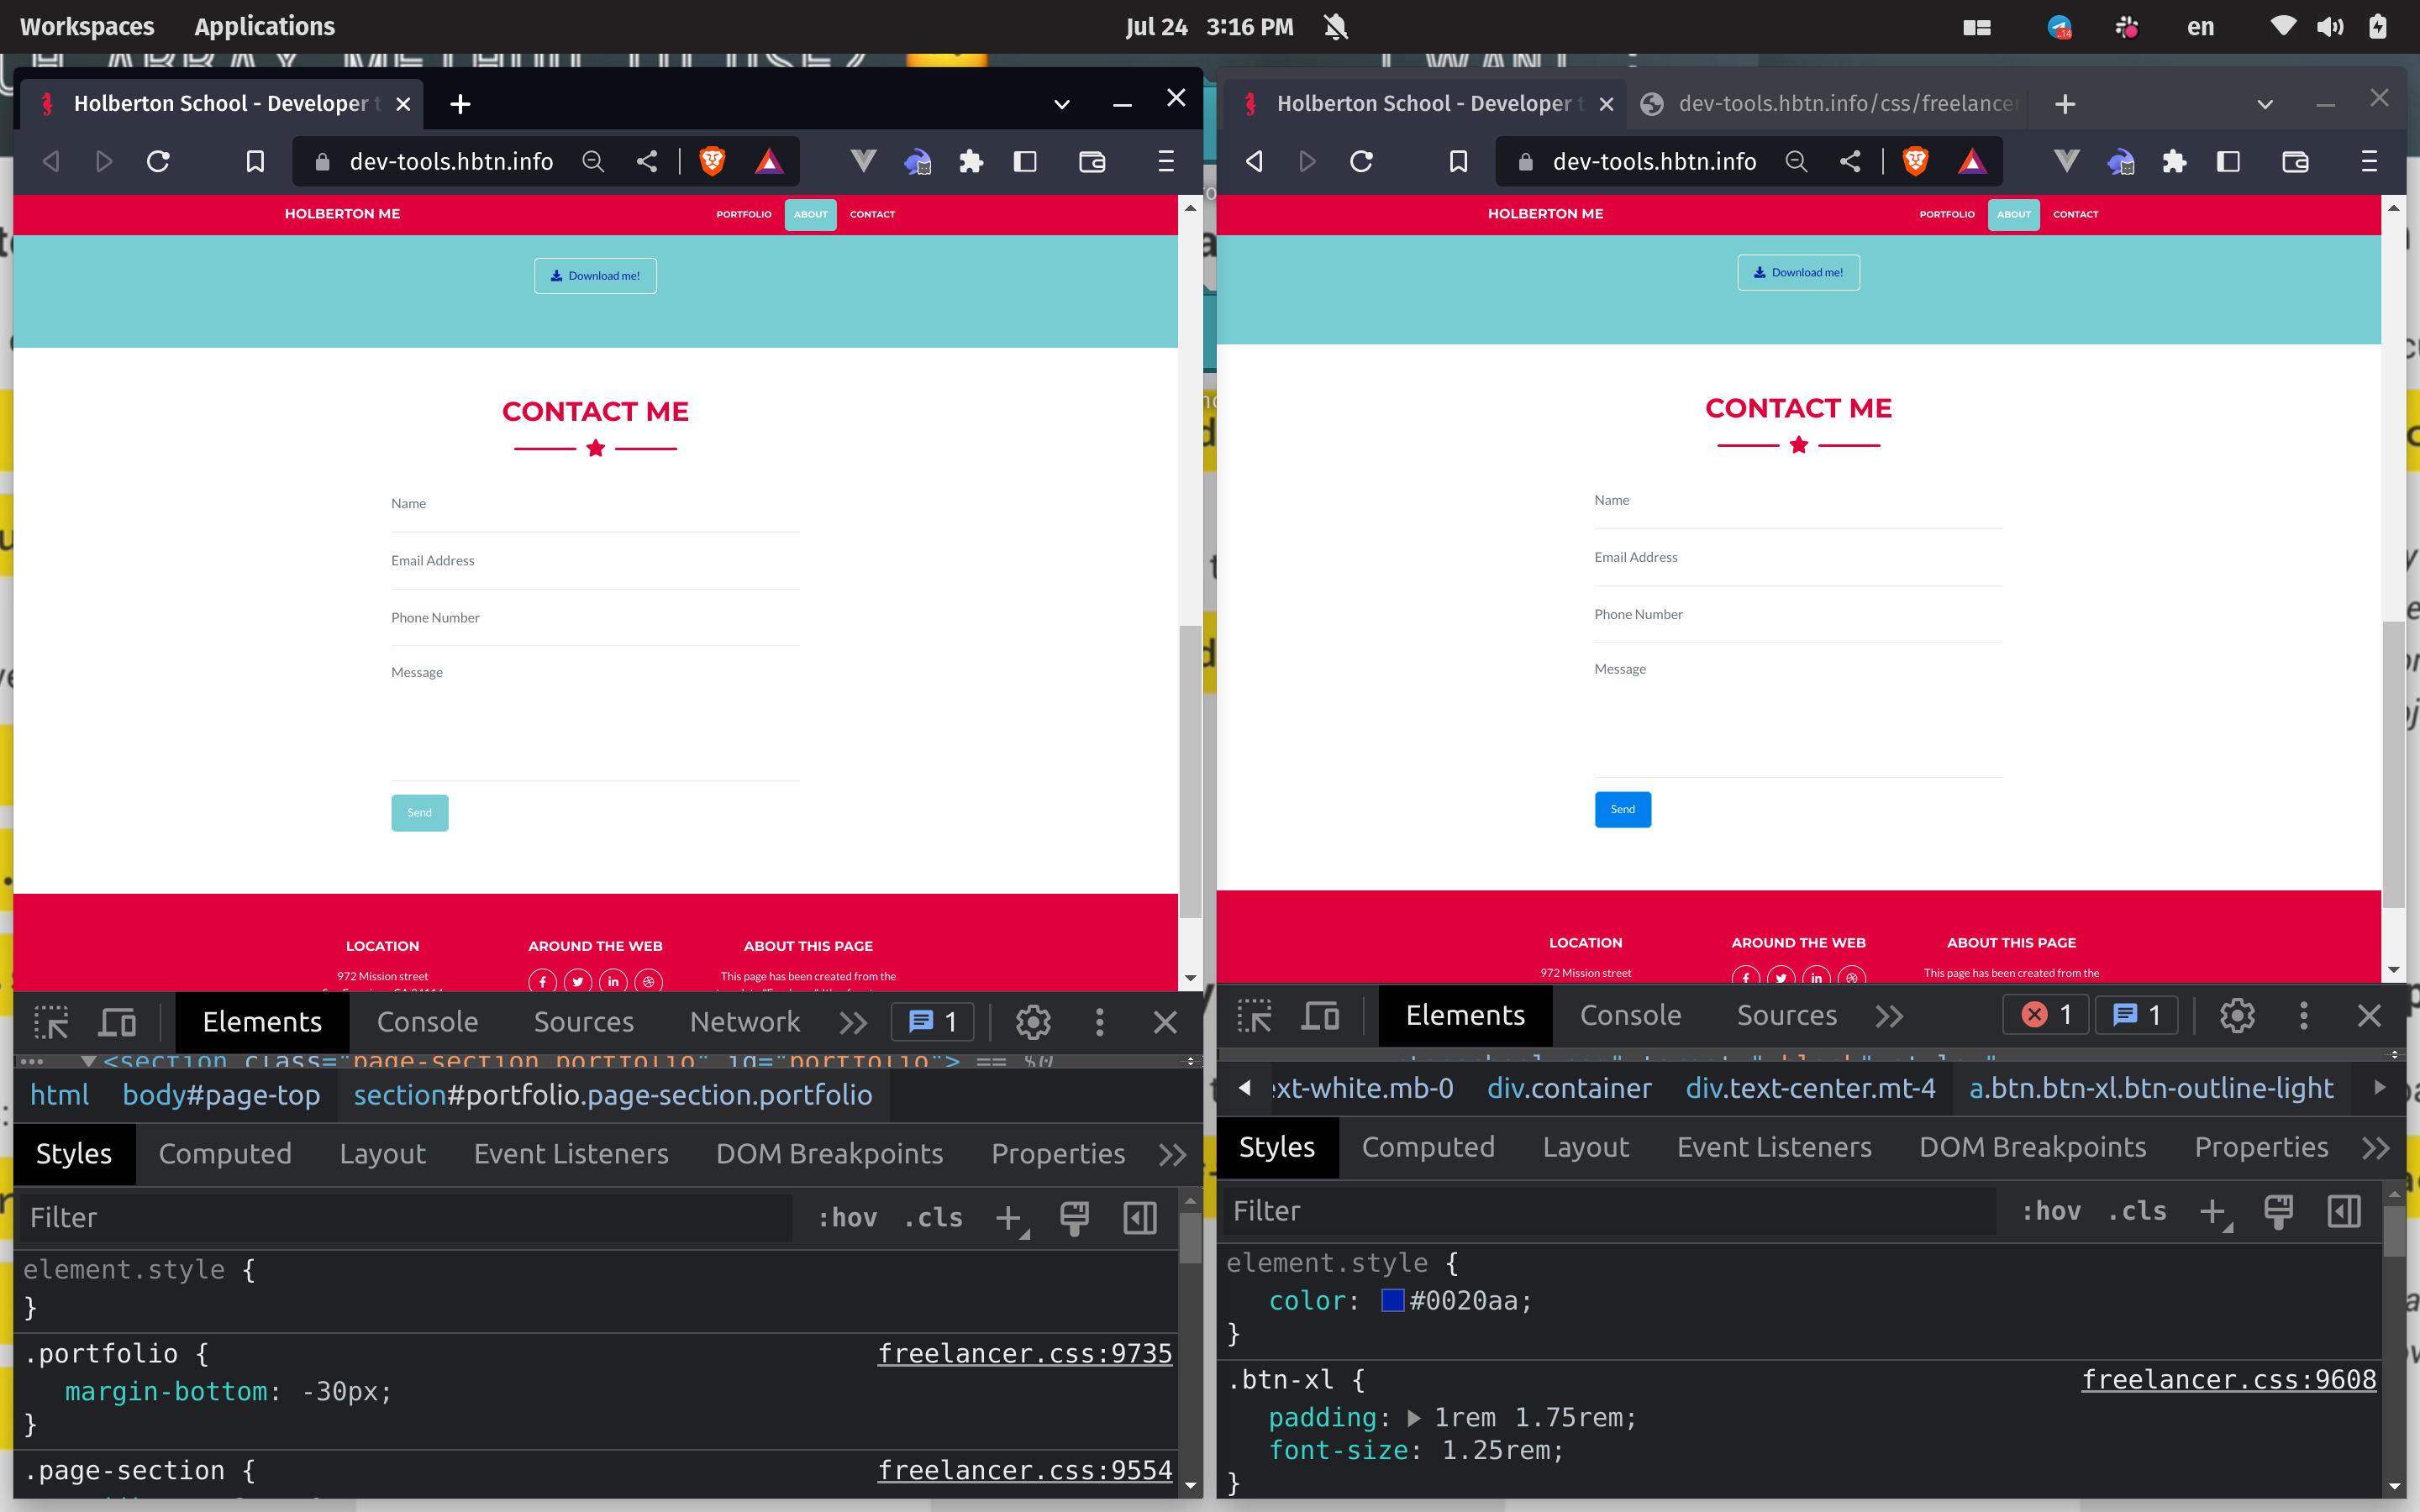 Workspaces Applications Jul 24 3:16 PM en
Holberton School - Developer
dev-tools.hbtn.info
HOLBERTON ME PORTFOLIO ABOUT CONTACT
Download me!
CONTACT ME
Name
Email Address
Phone Number
Message
Send
LOCATION AROUND THE WEB ABOUT THIS PAGE
972 Mission street This page has been created from the
Elements Console Sources Network 1
<section class="page-section portfolio" id="portfolio"> == $0
html body#page-top section#portfolio.page-section.portfolio
Styles Computed Layout Event Listeners DOM Breakpoints Properties
Filter :hov .cls
element.style {
}
.portfolio { freelancer.css:9735
margin-bottom: -30px;
}
.page-section { freelancer.css:9554
Holberton School - Developer dev-tools.hbtn.info/css/freelancer
dev-tools.hbtn.info
HOLBERTON ME PORTFOLIO ABOUT CONTACT
Download me!
CONTACT ME
Name
Email Address
Phone Number
Message
Send
LOCATION AROUND THE WEB ABOUT THIS PAGE
972 Mission street This page has been created from the
Elements Console Sources 1 1
ext-white.mb-0 div.container div.text-center.mt-4 a.btn.btn-xl.btn-outline-light
Styles Computed Layout Event Listeners DOM Breakpoints Properties
Filter :hov .cls
element.style {
color: #0020aa;
}
.btn-xl { freelancer.css:9608
padding: 1rem 1.75rem;
font-size: 1.25rem;
}